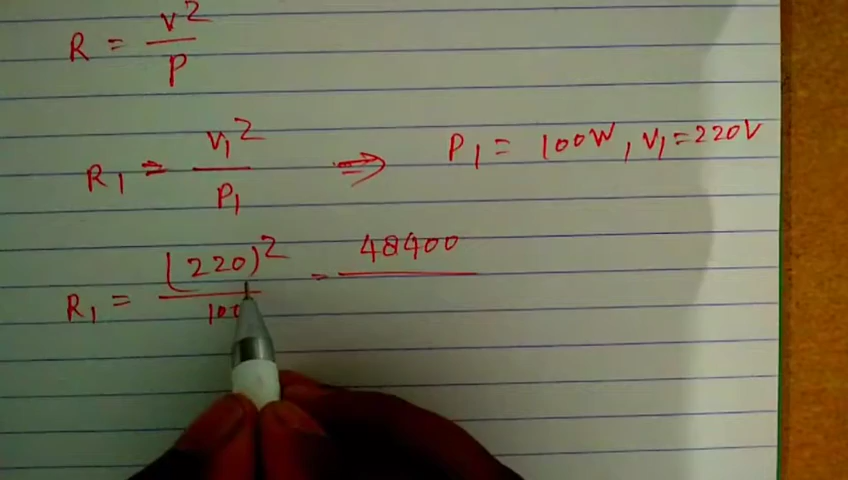 R = V²/P
R₁ = V₁²/P₁ ⇒ P₁ = 100W, V₁=220V
R₁ = (220)²/100 = 48400